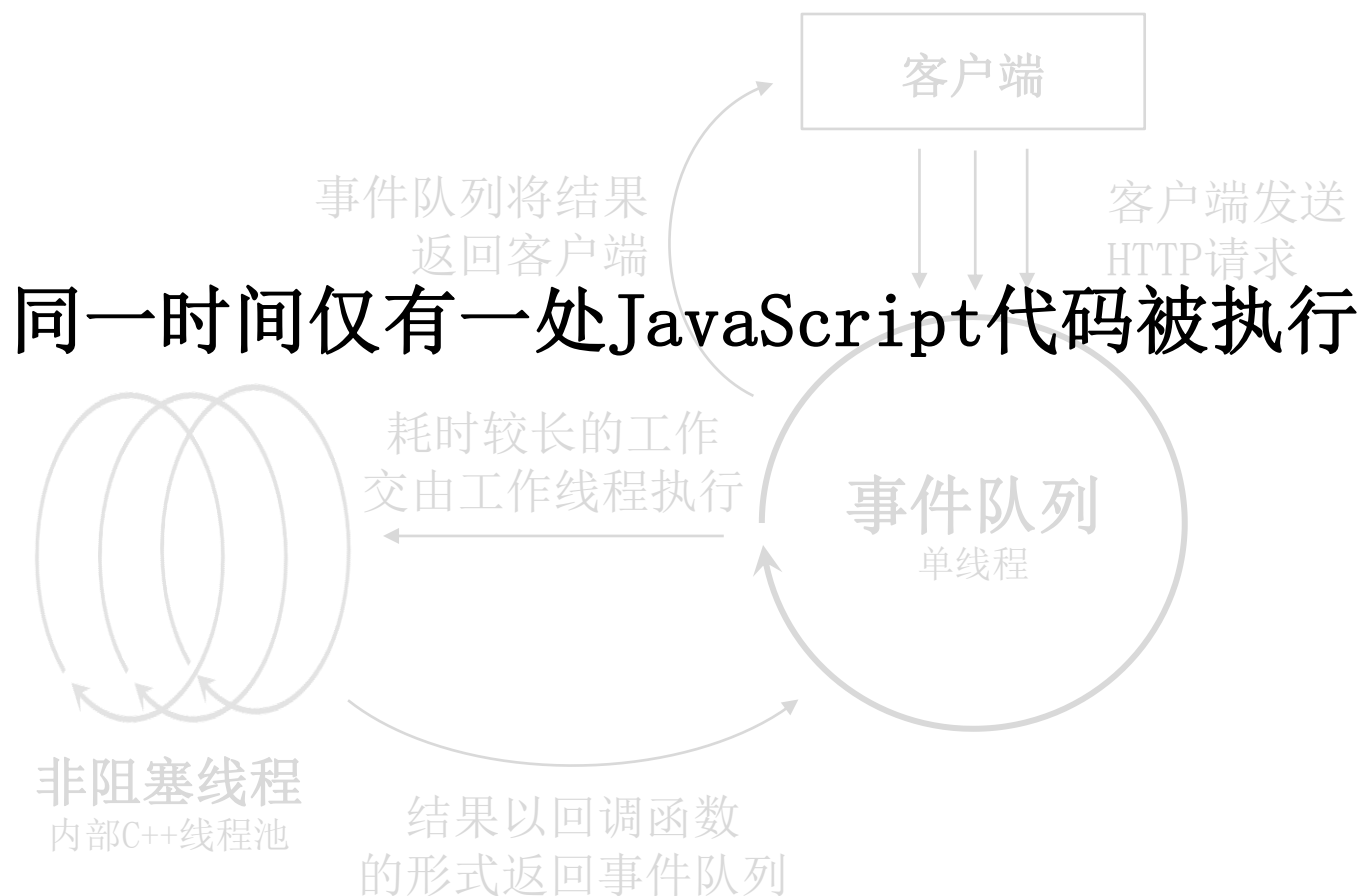 客户端
事件队列将结果
返回客户端
客户端发送
HTTP请求
同一时间仅有一处JavaScript代码被执行
耗时较长的工作
交由工作线程执行
事件队列
单线程
非阻塞线程
内部C++线程池
结果以回调函数
的形式返回事件队列